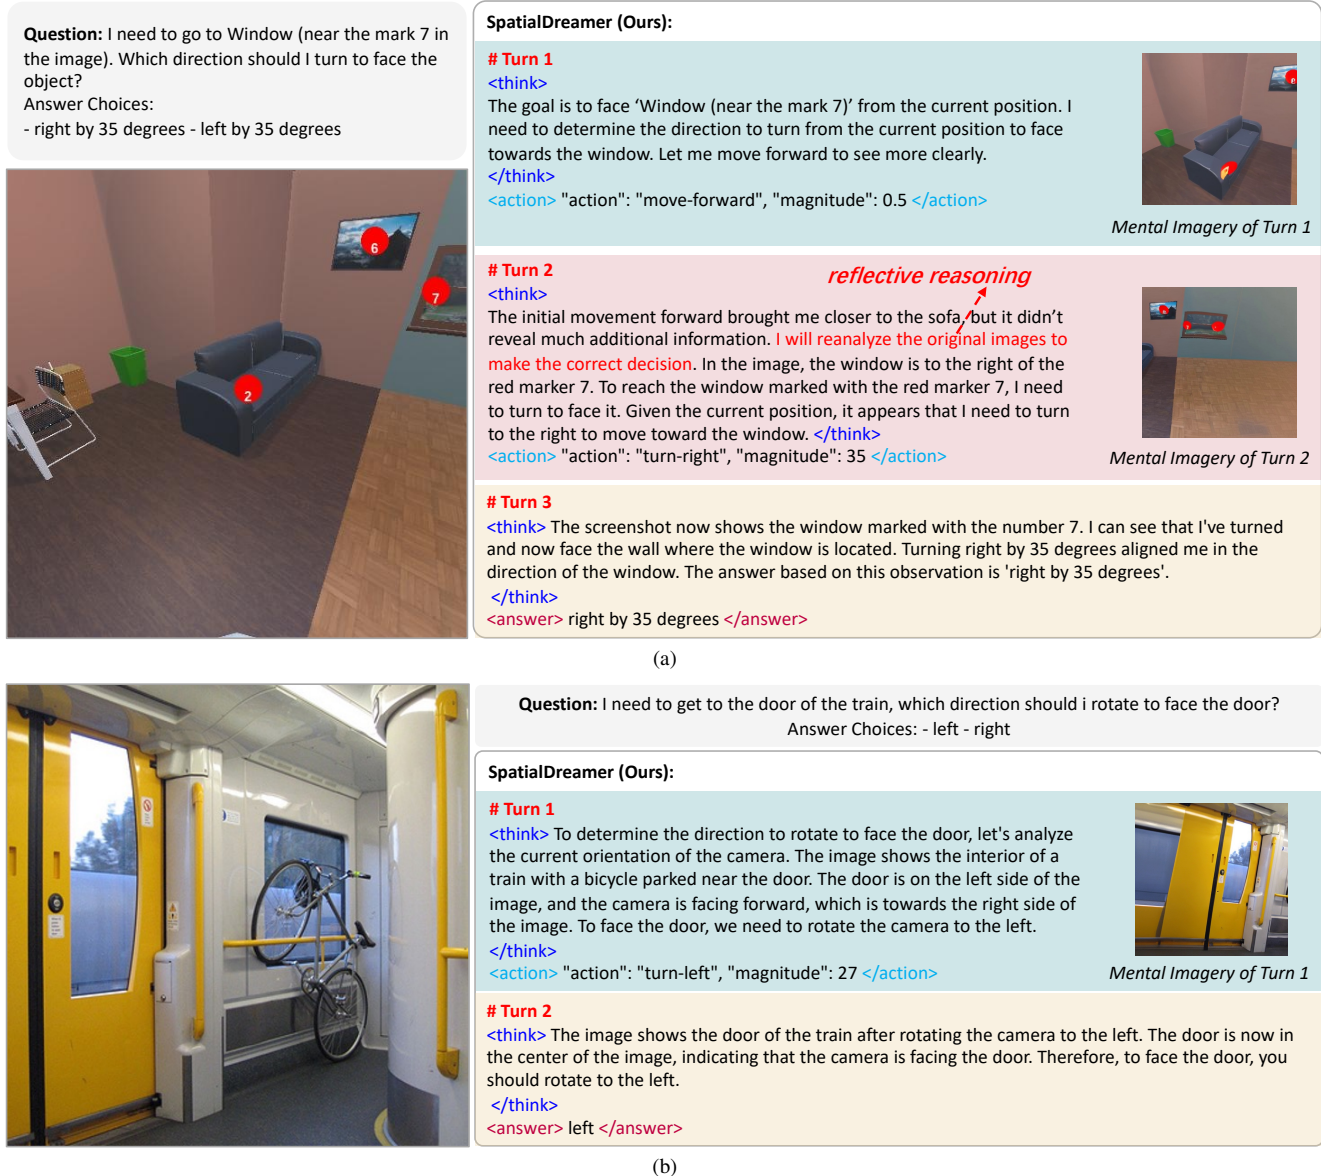 Question: I need to go to Window (near the mark 7 in
the image). Which direction should I turn to face the
object?
Answer Choices:
- right by 35 degrees - left by 35 degrees
6
7
2
SpatialDreamer (Ours):
# Turn 1
<think>
The goal is to face ‘Window (near the mark 7)’ from the current position. I
need to determine the direction to turn from the current position to face
towards the window. Let me move forward to see more clearly.
</think>
<action> "action": "move-forward", "magnitude": 0.5 </action>
Mental Imagery of Turn 1
# Turn 2
reflective reasoning
<think>
The initial movement forward brought me closer to the sofa, but it didn’t
reveal much additional information. I will reanalyze the original images to
make the correct decision. In the image, the window is to the right of the
red marker 7. To reach the window marked with the red marker 7, I need
to turn to face it. Given the current position, it appears that I need to turn
to the right to move toward the window. </think>
<action> "action": "turn-right", "magnitude": 35 </action>
Mental Imagery of Turn 2
# Turn 3
<think> The screenshot now shows the window marked with the number 7. I can see that I've turned
and now face the wall where the window is located. Turning right by 35 degrees aligned me in the
direction of the window. The answer based on this observation is 'right by 35 degrees'.
</think>
<answer> right by 35 degrees </answer>
(a)
Question: I need to get to the door of the train, which direction should i rotate to face the door?
Answer Choices: - left - right
SpatialDreamer (Ours):
# Turn 1
<think> To determine the direction to rotate to face the door, let's analyze
the current orientation of the camera. The image shows the interior of a
train with a bicycle parked near the door. The door is on the left side of the
image, and the camera is facing forward, which is towards the right side of
the image. To face the door, we need to rotate the camera to the left.
</think>
<action> "action": "turn-left", "magnitude": 27 </action>
Mental Imagery of Turn 1
# Turn 2
<think> The image shows the door of the train after rotating the camera to the left. The door is now in
the center of the image, indicating that the camera is facing the door. Therefore, to face the door, you
should rotate to the left.
</think>
<answer> left </answer>
(b)